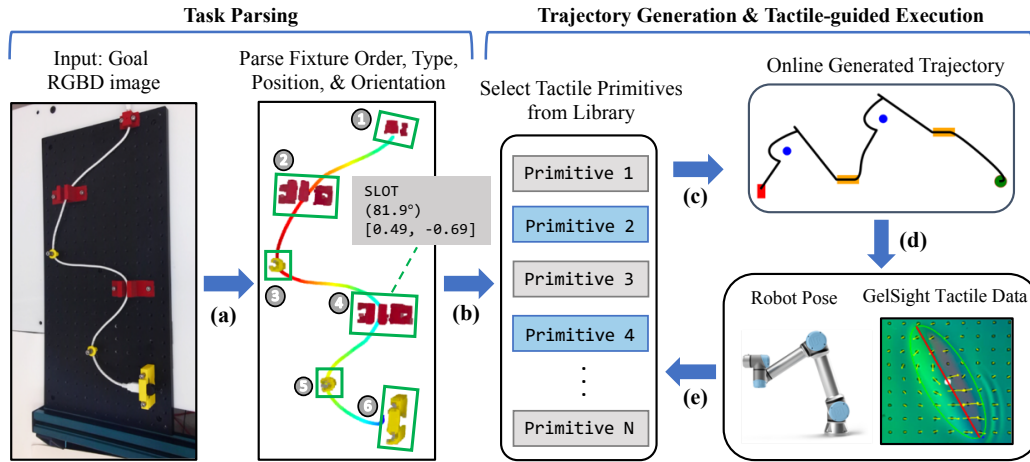 Task Parsing
Trajectory Generation & Tactile-guided Execution
Input: Goal
RGBD image
Parse Fixture Order, Type,
Position, & Orientation
1
2
3
4
5
6
SLOT
(81.9°)
[0.49, -0.69]
(a)
(b)
Select Tactile Primitives
from Library
Primitive 1
Primitive 2
Primitive 3
Primitive 4
Primitive N
(c)
Online Generated Trajectory
(d)
Robot Pose
GelSight Tactile Data
(e)